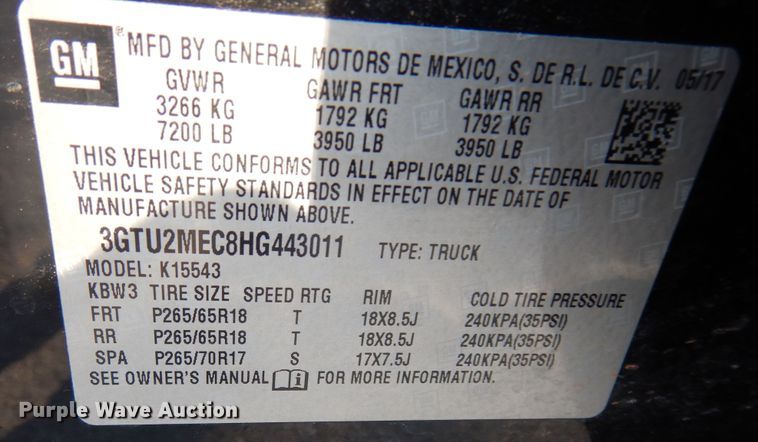 GM ® MFD BY GENERAL MOTORS DE MEXICO, S. DE R.L. DE C.V. 05/17
GVWR GAWR FRT GAWR RR
3266 KG 1792 KG 1792 KG
7200 LB 3950 LB 3950 LB
THIS VEHICLE CONFORMS TO ALL APPLICABLE U.S. FEDERAL MOTOR
VEHICLE SAFETY STANDARDS IN EFFECT ON THE DATE OF
MANUFACTURE SHOWN ABOVE.
3GTU2MEC8HG443011 TYPE: TRUCK
MODEL: K15543
KBW3 TIRE SIZE SPEED RTG RIM COLD TIRE PRESSURE
FRT P265/65R18 T 18X8.5J 240KPA(35PSI)
RR P265/65R18 T 18X8.5J 240KPA(35PSI)
SPA P265/70R17 S 17X7.5J 240KPA(35PSI)
SEE OWNER'S MANUAL FOR MORE INFORMATION.
Purple Wave Auction